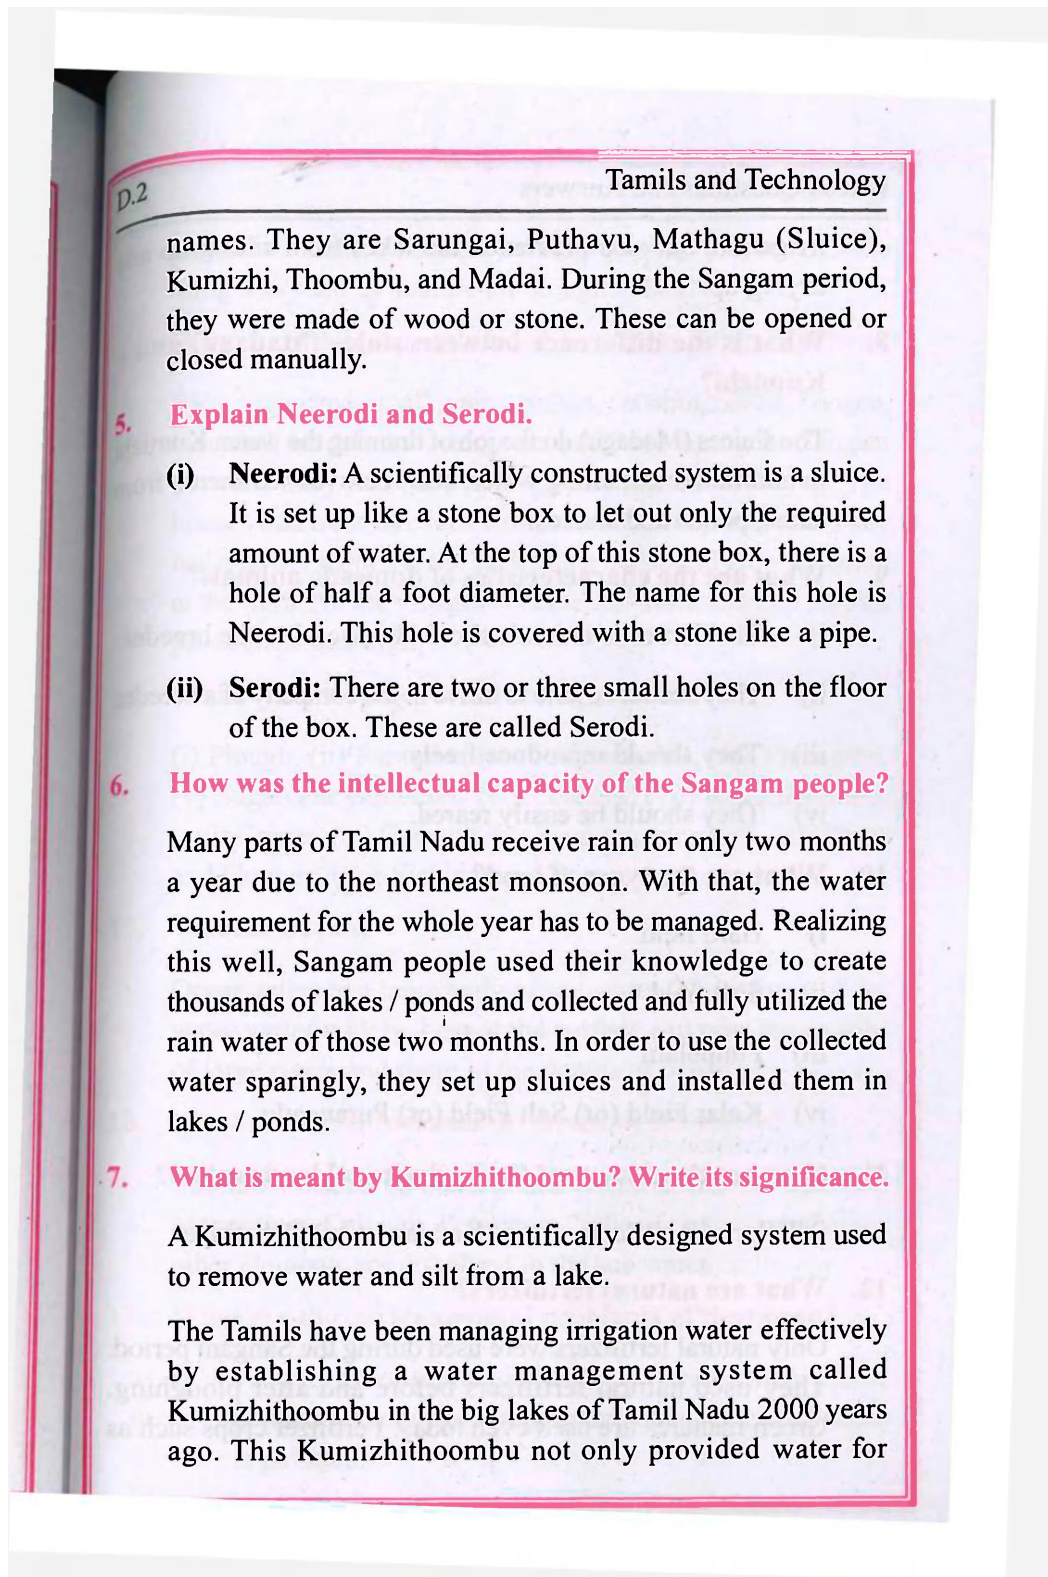 D.2
Tamils and Technology
names. They are Sarungai, Puthavu, Mathagu (Sluice),
Kumizhi, Thoombu, and Madai. During the Sangam period,
they were made of wood or stone. These can be opened or
closed manually.
5. Explain Neerodi and Serodi.
(i) Neerodi: A scientifically constructed system is a sluice.
It is set up like a stone box to let out only the required
amount of water. At the top of this stone box, there is a
hole of half a foot diameter. The name for this hole is
Neerodi. This hole is covered with a stone like a pipe.
(ii) Serodi: There are two or three small holes on the floor
of the box. These are called Serodi.
6. How was the intellectual capacity of the Sangam people?
Many parts of Tamil Nadu receive rain for only two months
a year due to the northeast monsoon. With that, the water
requirement for the whole year has to be managed. Realizing
this well, Sangam people used their knowledge to create
thousands of lakes / ponds and collected and fully utilized the
rain water of those two months. In order to use the collected
water sparingly, they set up sluices and installed them in
lakes / ponds.
7. What is meant by Kumizhithoombu? Write its significance.
A Kumizhithoombu is a scientifically designed system used
to remove water and silt from a lake.
The Tamils have been managing irrigation water effectively
by establishing a water management system called
Kumizhithoombu in the big lakes of Tamil Nadu 2000 years
ago. This Kumizhithoombu not only provided water for